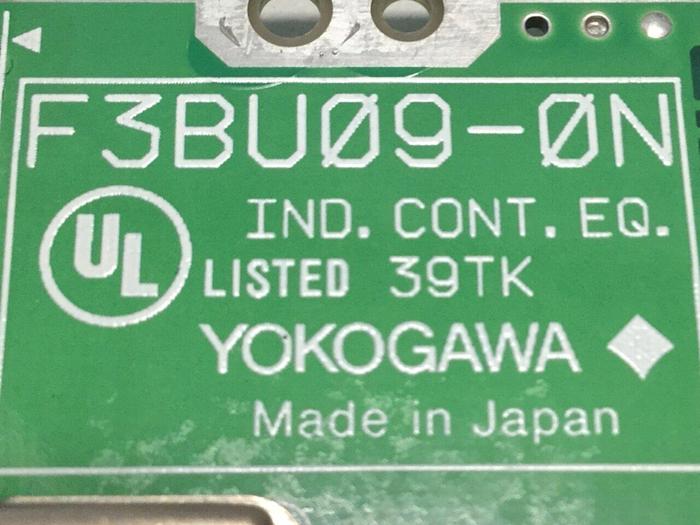 F3BU09-0N
UL IND. CONT. EQ.
LISTED 39TK
YOKOGAWA
Made in Japan